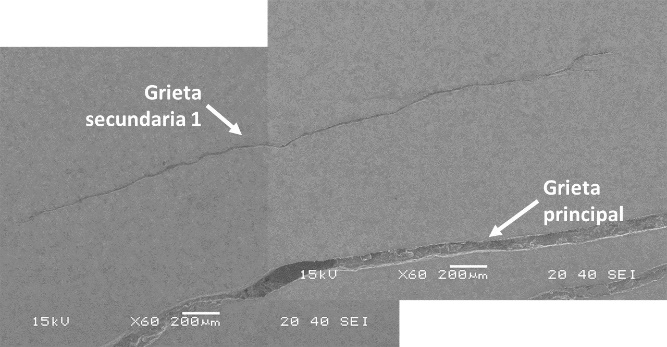 Grieta
secundaria 1
Grieta
principal
15kV X60 200μm 20 40 SEI
15kV X60 200μm 20 40 SEI